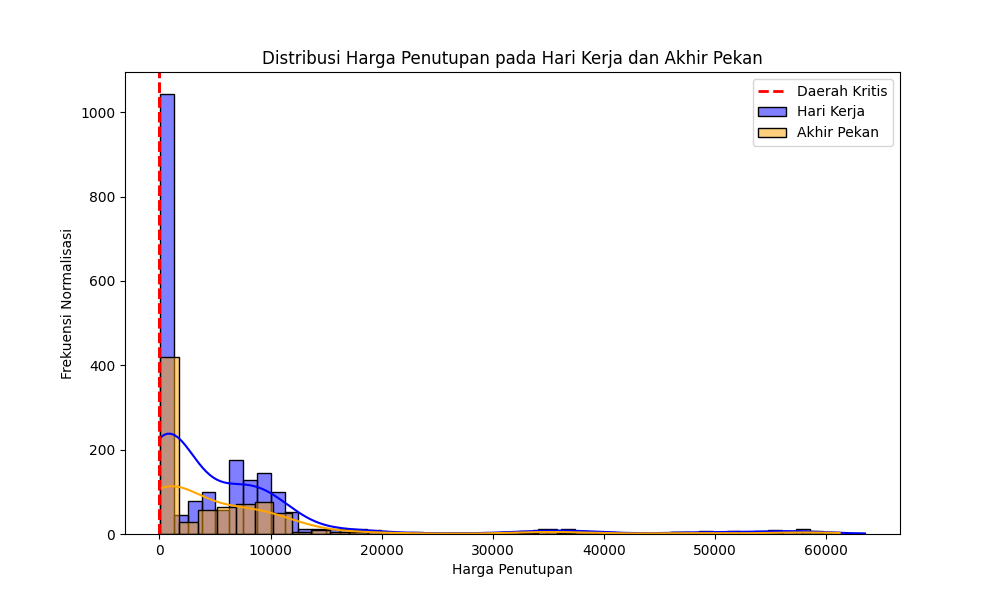 Distribusi Harga Penutupan pada Hari Kerja dan Akhir Pekan
Daerah Kritis
Hari Kerja
Akhir Pekan
Frekuensi Normalisasi
1000
800
600
400
200
0
0 10000 20000 30000 40000 50000 60000
Harga Penutupan